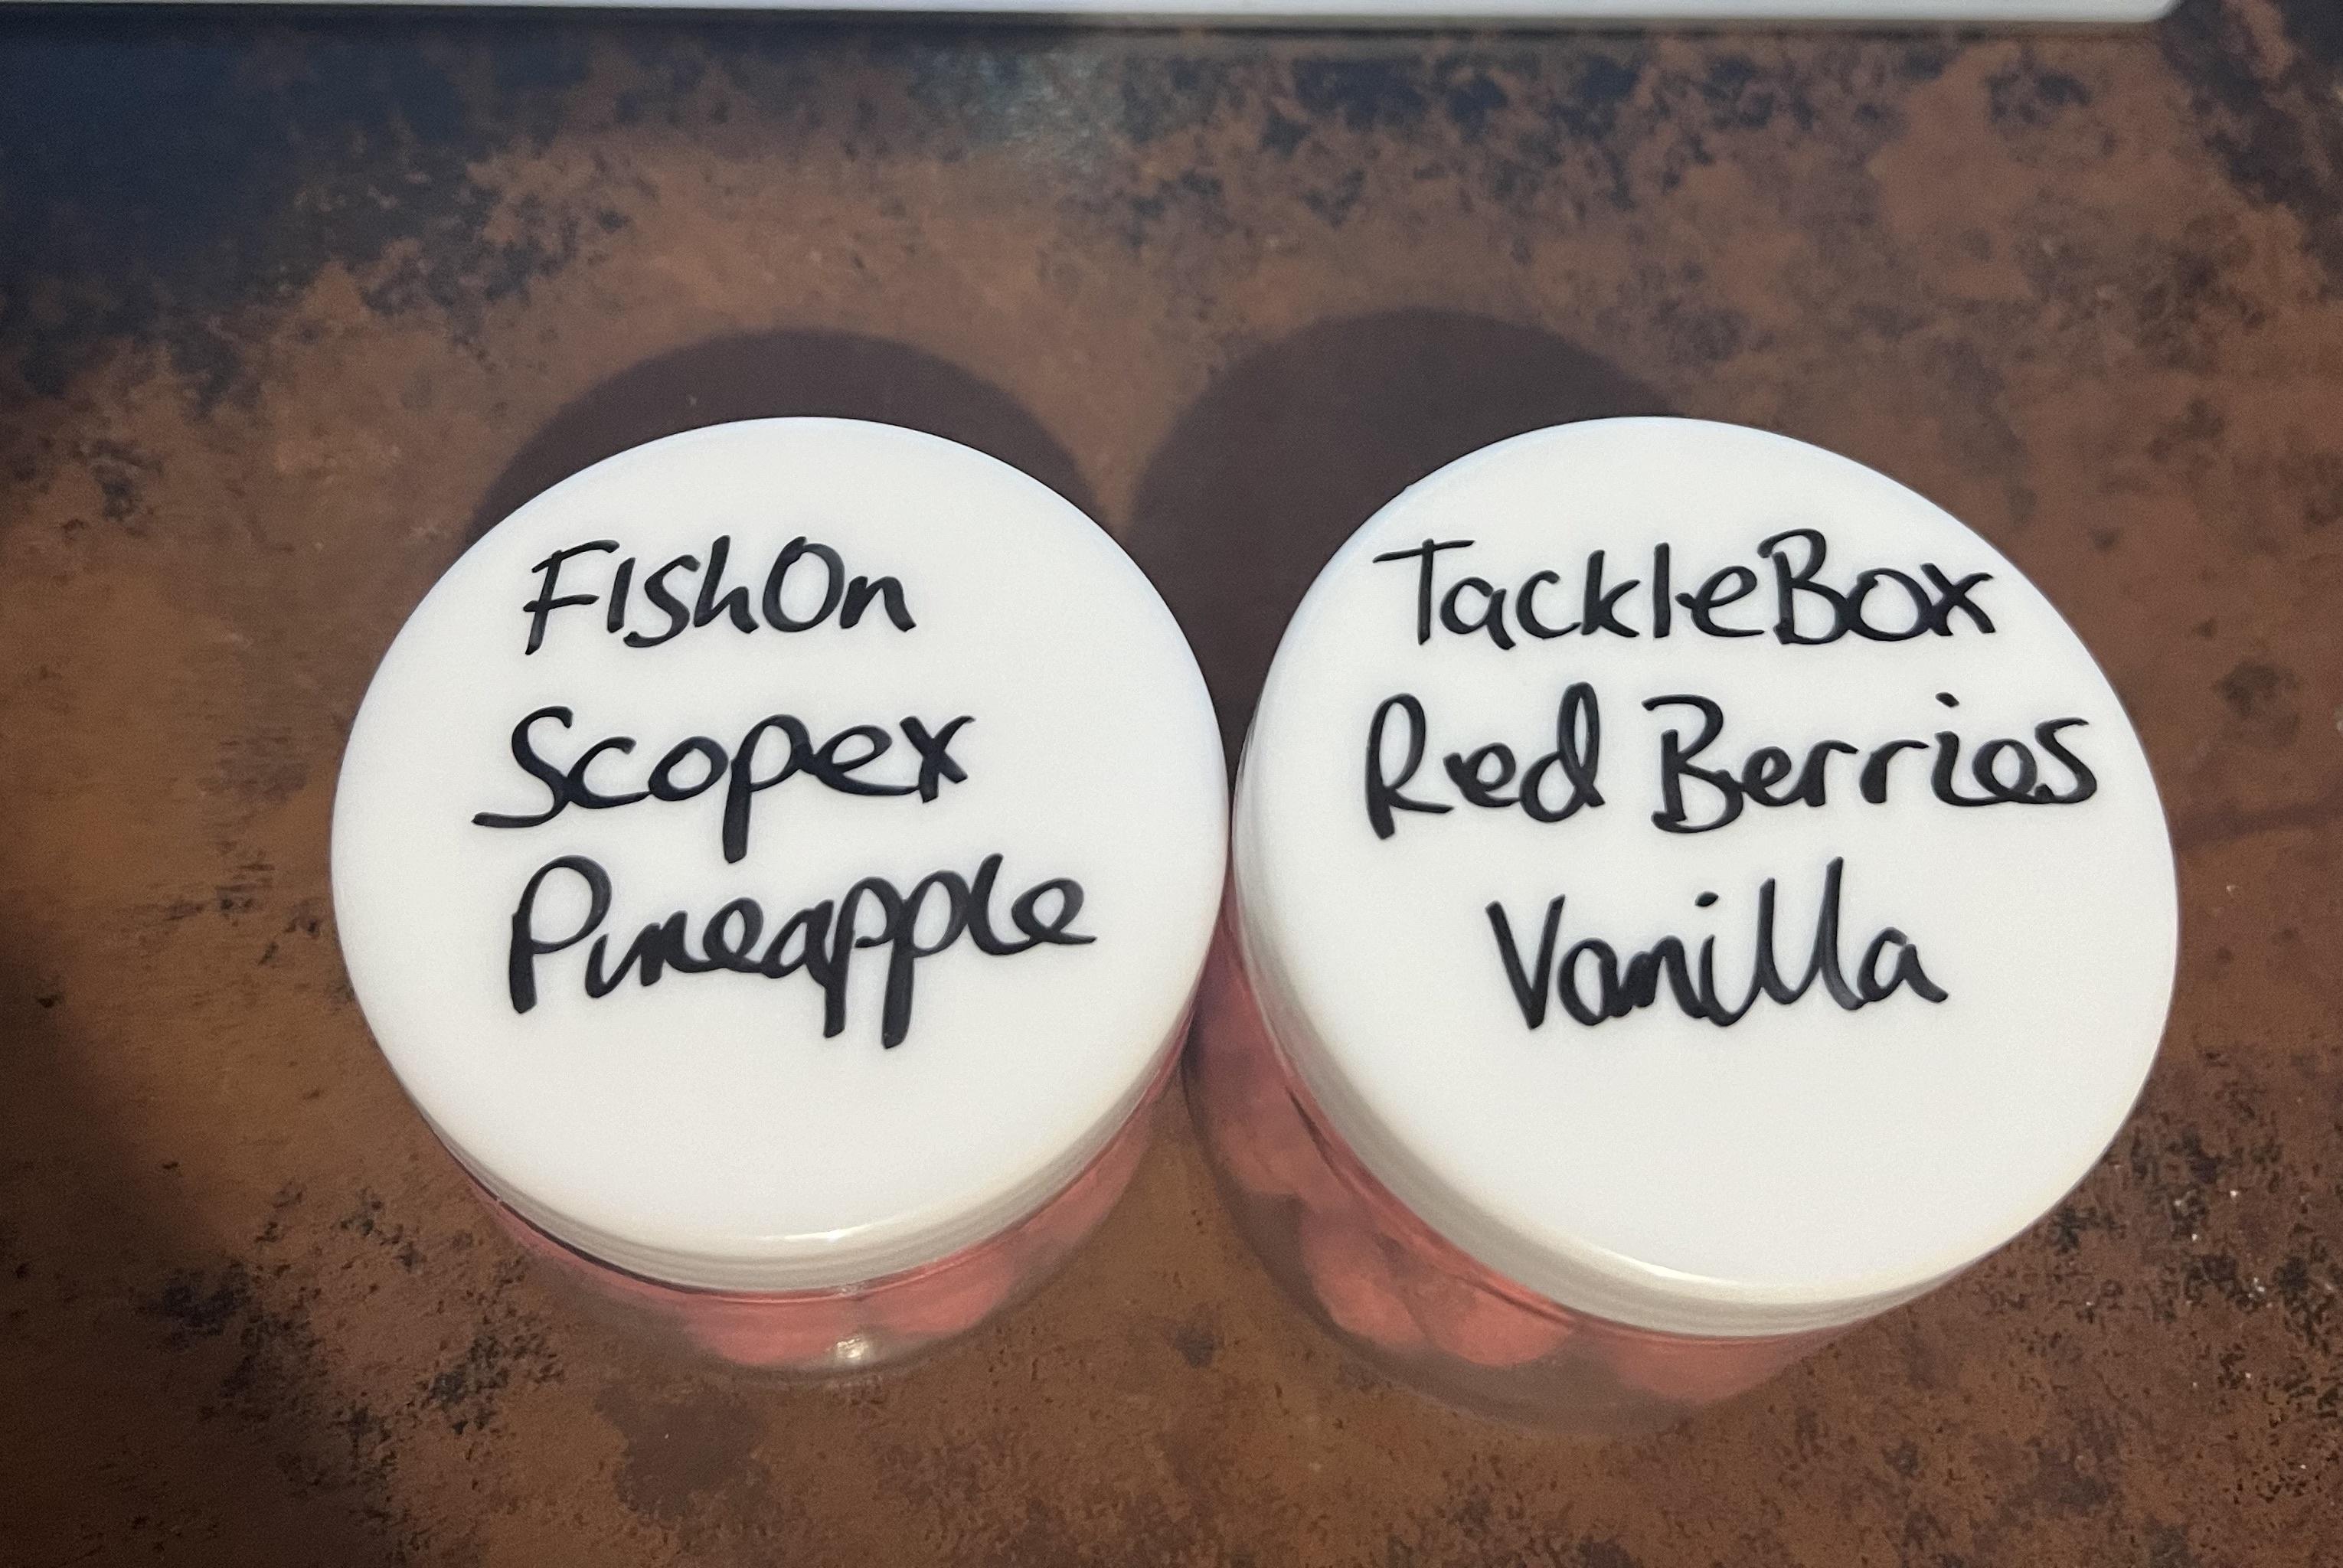 FishOn
Scopex
Pineapple
TackleBox
Red Berries
Vanilla